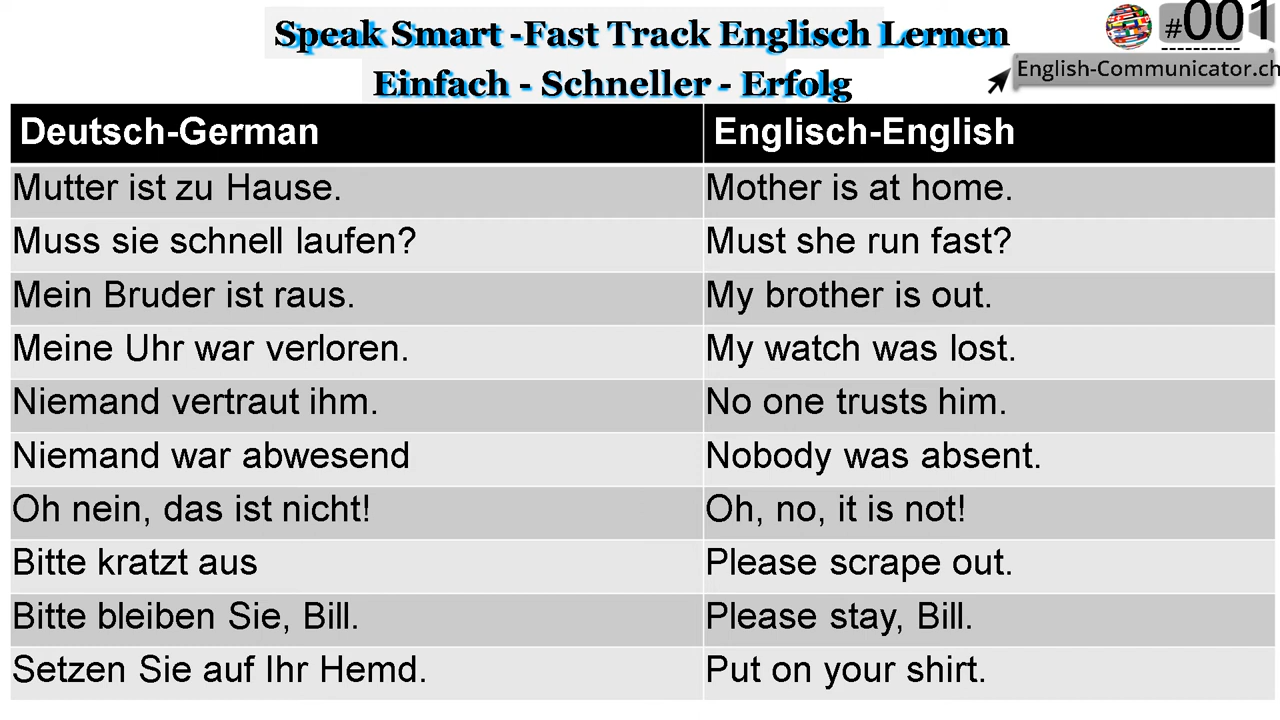 Speak Smart -Fast Track Englisch Lernen
Einfach - Schneller - Erfolg
#001
English-Communicator.ch
Deutsch-German Englisch-English
Mutter ist zu Hause. Mother is at home.
Muss sie schnell laufen? Must she run fast?
Mein Bruder ist raus. My brother is out.
Meine Uhr war verloren. My watch was lost.
Niemand vertraut ihm. No one trusts him.
Niemand war abwesend Nobody was absent.
Oh nein, das ist nicht! Oh, no, it is not!
Bitte kratzt aus Please scrape out.
Bitte bleiben Sie, Bill. Please stay, Bill.
Setzen Sie auf Ihr Hemd. Put on your shirt.